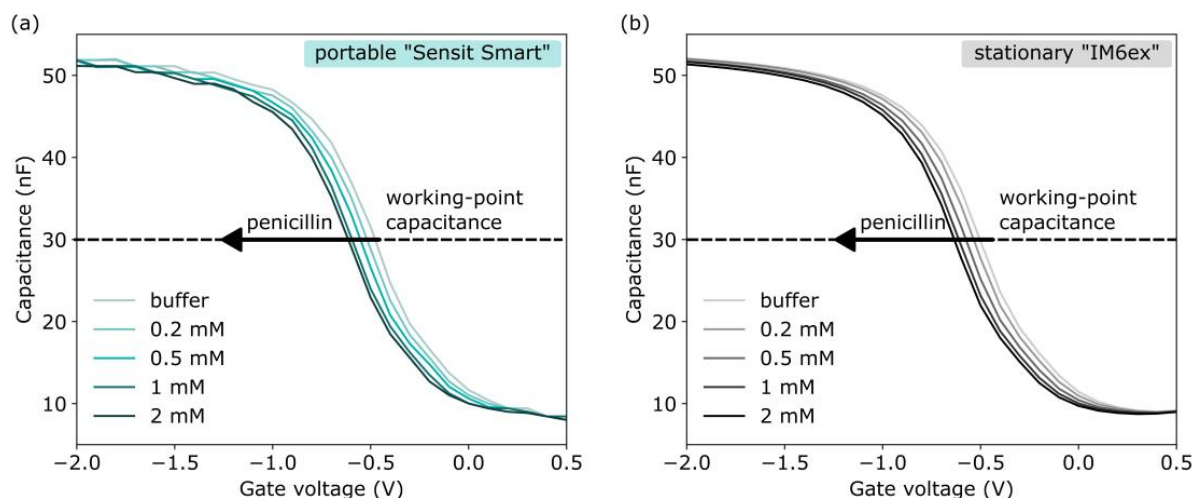 (a)
portable "Sensit Smart"
Capacitance (nF)
50
40
30
20
10
penicillin
working-point
capacitance
buffer
0.2 mM
0.5 mM
1 mM
2 mM
−2.0 −1.5 −1.0 −0.5 0.0 0.5
Gate voltage (V)
(b)
stationary "IM6ex"
Capacitance (nF)
50
40
30
20
10
penicillin
working-point
capacitance
buffer
0.2 mM
0.5 mM
1 mM
2 mM
−2.0 −1.5 −1.0 −0.5 0.0 0.5
Gate voltage (V)